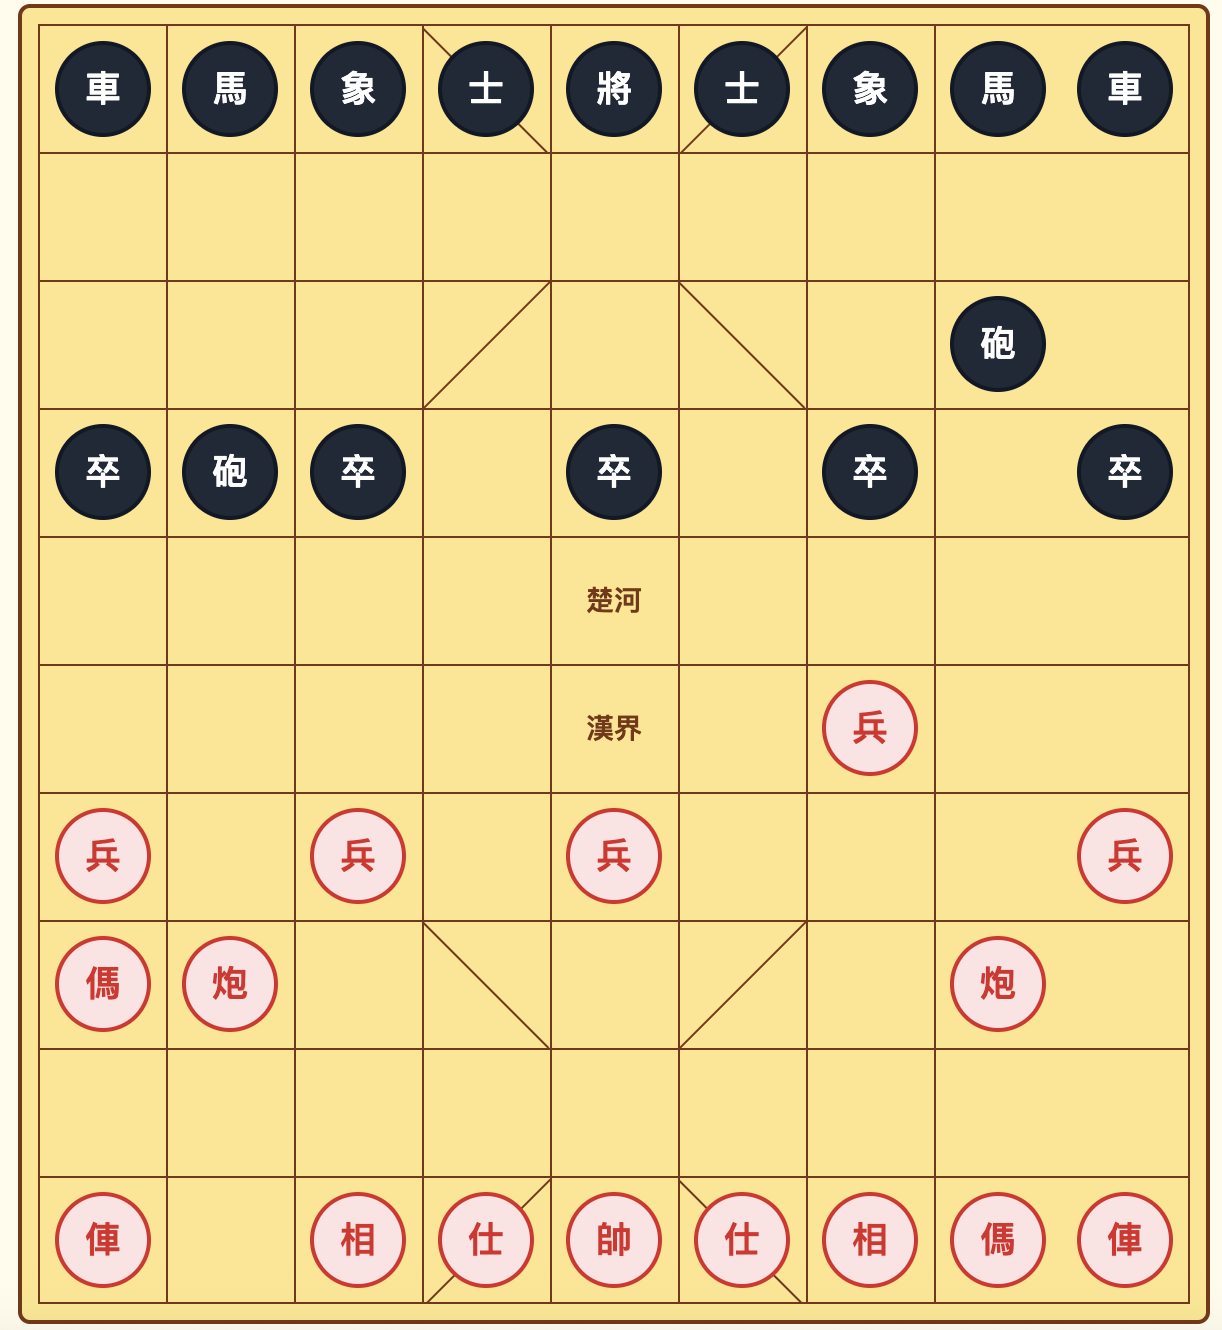 車 馬 象 士 將 士 象 馬 車
砲
卒 砲 卒 卒 卒 卒
楚河
漢界 兵
兵 兵 兵 兵
傌 炮 炮
俥 相 仕 帥 仕 相 傌 俥